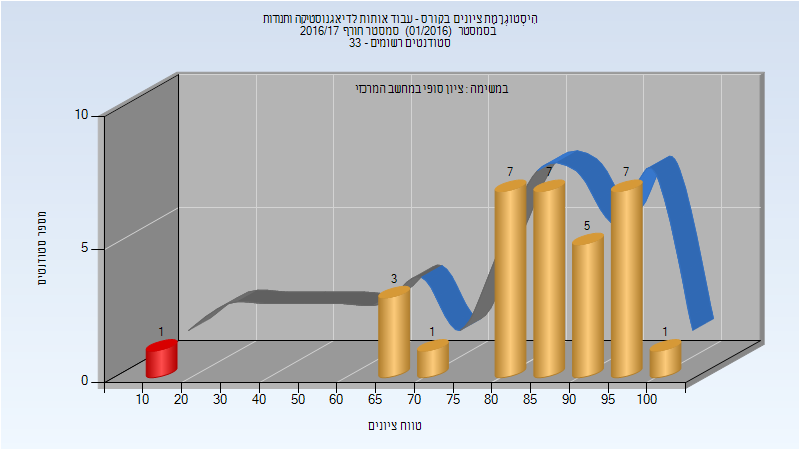 היסטוגרמת ציונים בקורס - עבוד אותות לדיאגנוסטיקה ותנודות
בסמסטר (01/2016) סמסטר חורף 2016/17
סטודנטים רשומים - 33
במשימה : ציון סופי במחשב המרכזי
מספר סטודנטים
10
5
0
1
3
1
7
7
5
7
1
10 20 30 40 50 60 65 70 75 80 85 90 95 100
טווח ציונים